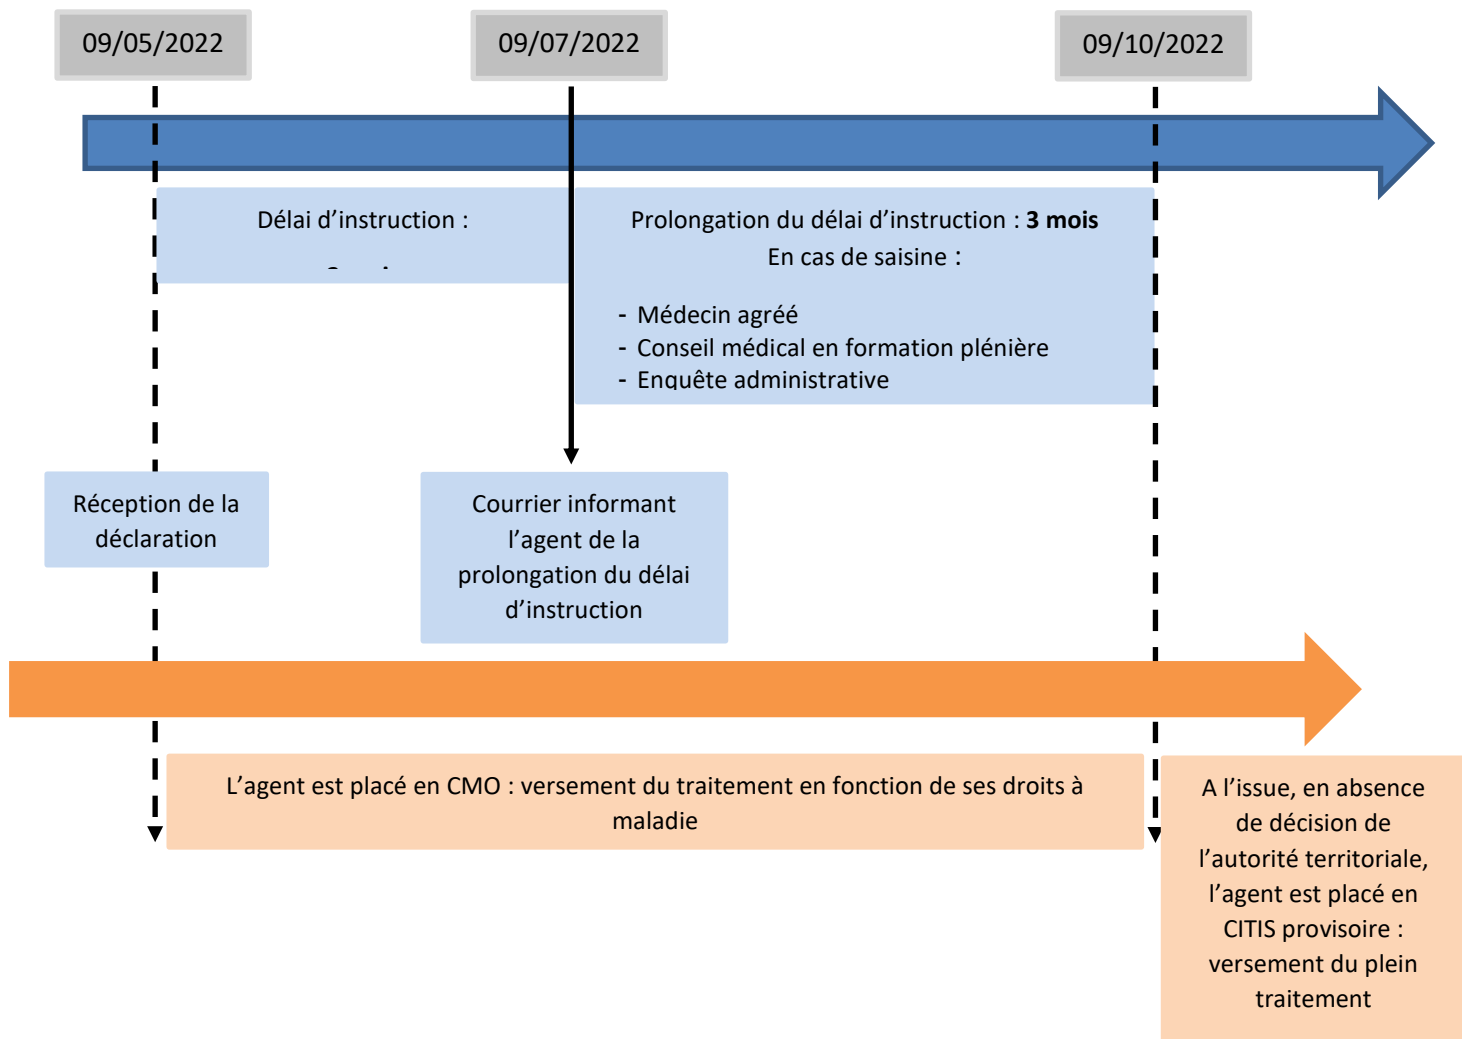 09/05/2022
09/07/2022
09/10/2022
Délai d’instruction :
Prolongation du délai d’instruction : 3 mois
En cas de saisine :
- Médecin agréé
- Conseil médical en formation plénière
- Enquête administrative
Réception de la
déclaration
Courrier informant
l’agent de la
prolongation du délai
d’instruction
L’agent est placé en CMO : versement du traitement en fonction de ses droits à
maladie
A l’issue, en absence
de décision de
l’autorité territoriale,
l’agent est placé en
CITIS provisoire :
versement du plein
traitement